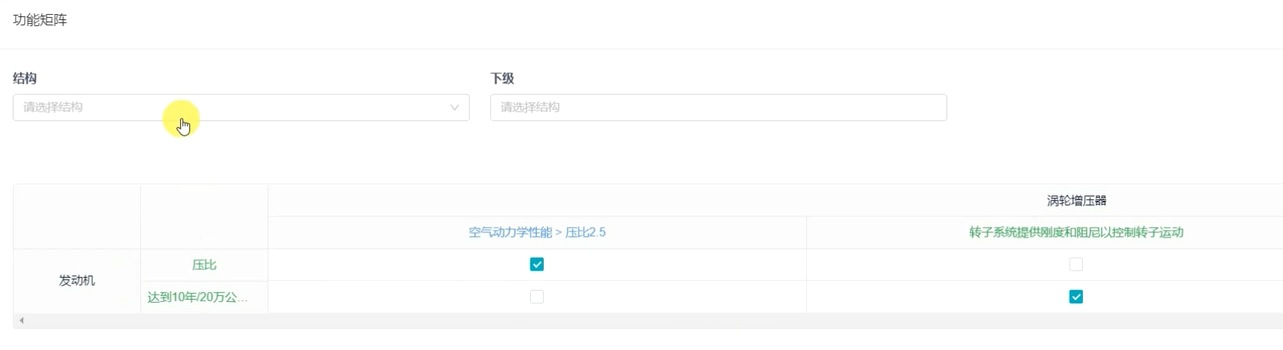 功能矩阵
结构
下级
请选择结构
请选择结构
涡轮增压器
空气动力学性能 > 压比2.5
转子系统提供刚度和阻尼以控制转子运动
发动机
压比
达到10年/20万公...